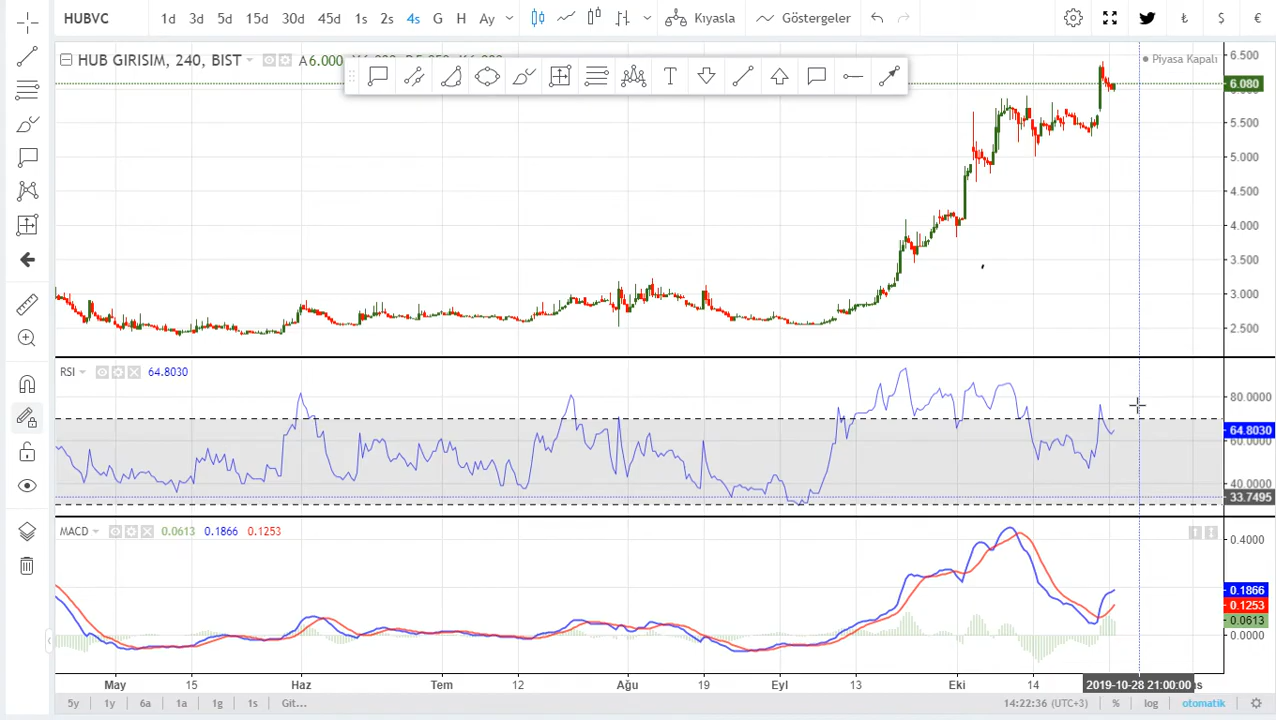 HUBVC 1d 3d 5d 15d 30d 45d 1s 2s 4s G H Ay Kıyasla Göstergeler ₺ $ €
HUB GIRISIM, 240, BIST A6.000
Piyasa Kapalı
6.500
6.080
5.500
5.000
4.500
4.000
3.500
3.000
2.500
RSI 64.8030
80.0000
64.8030
60.0000
40.0000
33.7495
MACD 0.0613 0.1866 0.1253
0.4000
0.1866
0.1253
0.0613
0.0000
May 15 Haz Tem 12 Ağu 19 Eyl 13 Eki 14 2019-10-28 21:00:00
5y 1y 6a 1a 1g 1s Git... 14:22:36 (UTC+3) % log otomatik